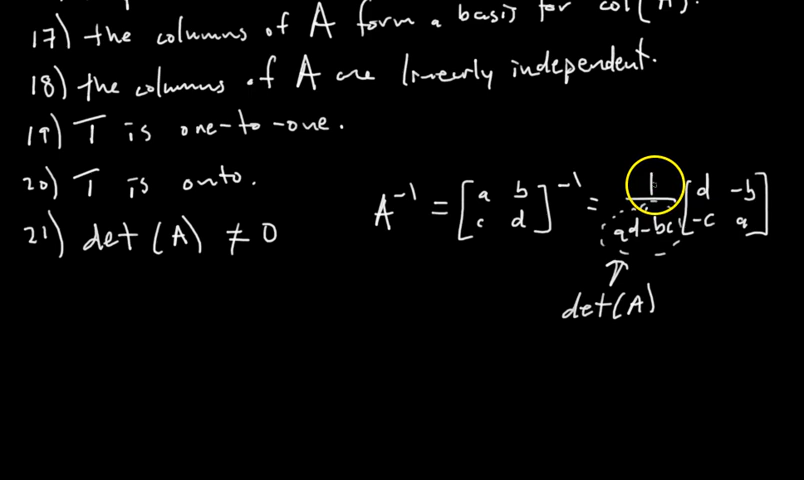 17) the columns of A form a basis for col(A).
18) the columns of A are linearly independent.
19) T is one-to-one.
20) T is onto.
21) det(A) ≠ 0
A⁻¹ = [a b; c d]⁻¹ = 1/(ad-bc) [d -b; -c a]
↑
det(A)